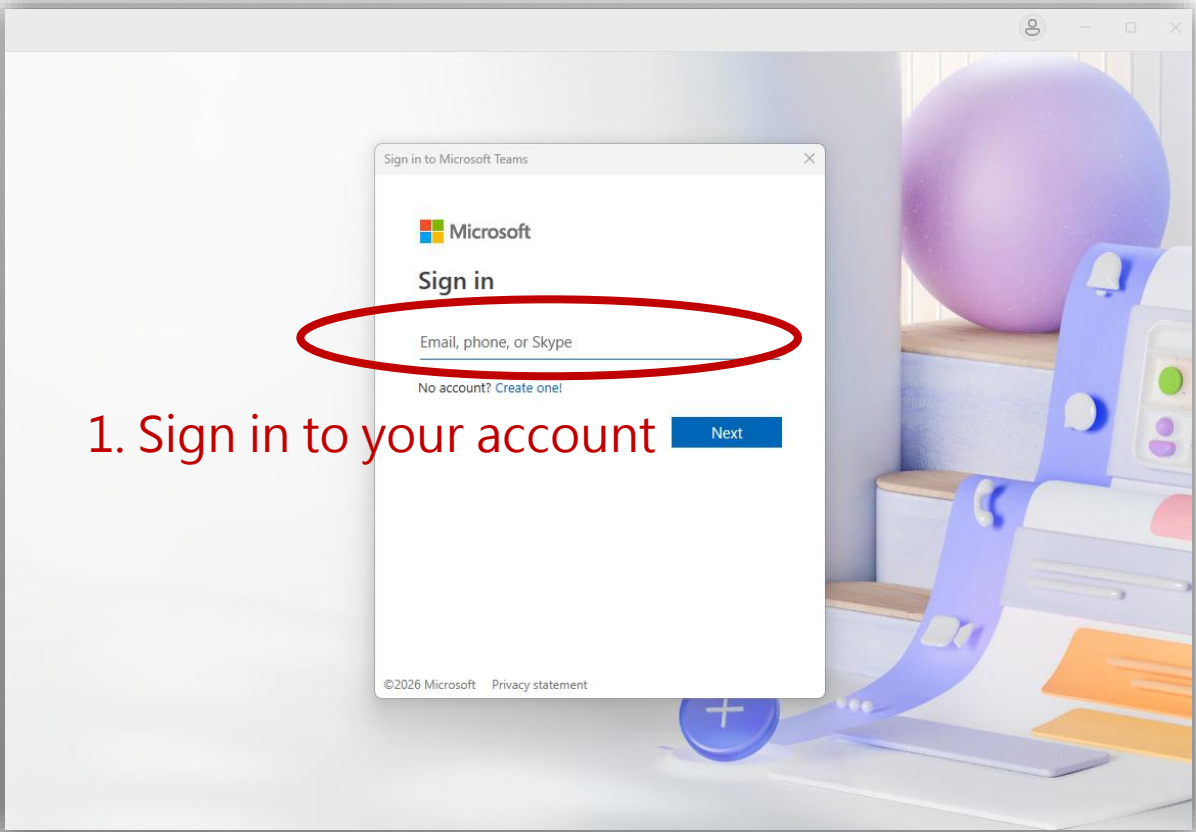 Sign in to Microsoft Teams
Microsoft
Sign in
Email, phone, or Skype
No account? Create one!
1. Sign in to your account
Next
©2026 Microsoft Privacy statement